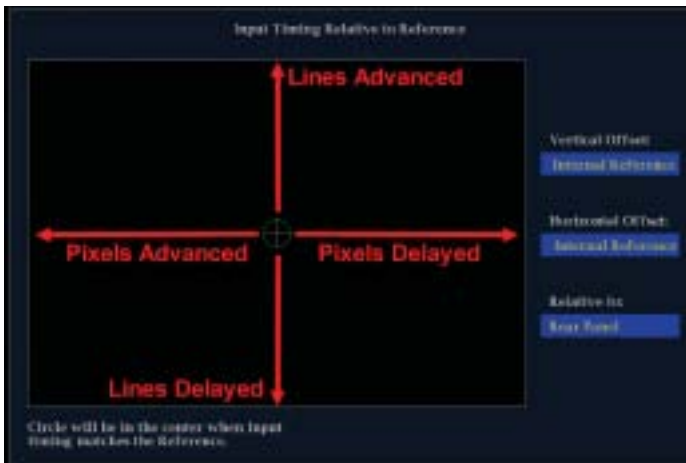 Input Timing Relative to Reference
Lines Advanced
Vertical Offset:
Internal Reference
Pixels Advanced
Pixels Delayed
Horizontal Offset:
Internal Reference
Relative to:
Rear Panel
Lines Delayed
Circle will be in the center when Input
timing matches the Reference.